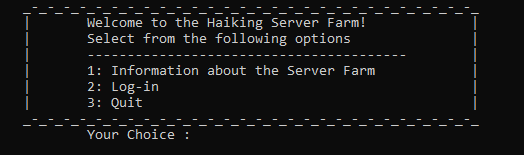 _-_-_-_-_-_-_-_-_-_-_-_-_-_-_-_-_-_-_-_-_-_-_-_-_-_-_-_
| Welcome to the Haiking Server Farm! |
| Select from the following options |
| --------------------------------------- |
| 1: Information about the Server Farm |
| 2: Log-in |
| 3: Quit |
_-_-_-_-_-_-_-_-_-_-_-_-_-_-_-_-_-_-_-_-_-_-_-_-_-_-_-_
Your Choice :